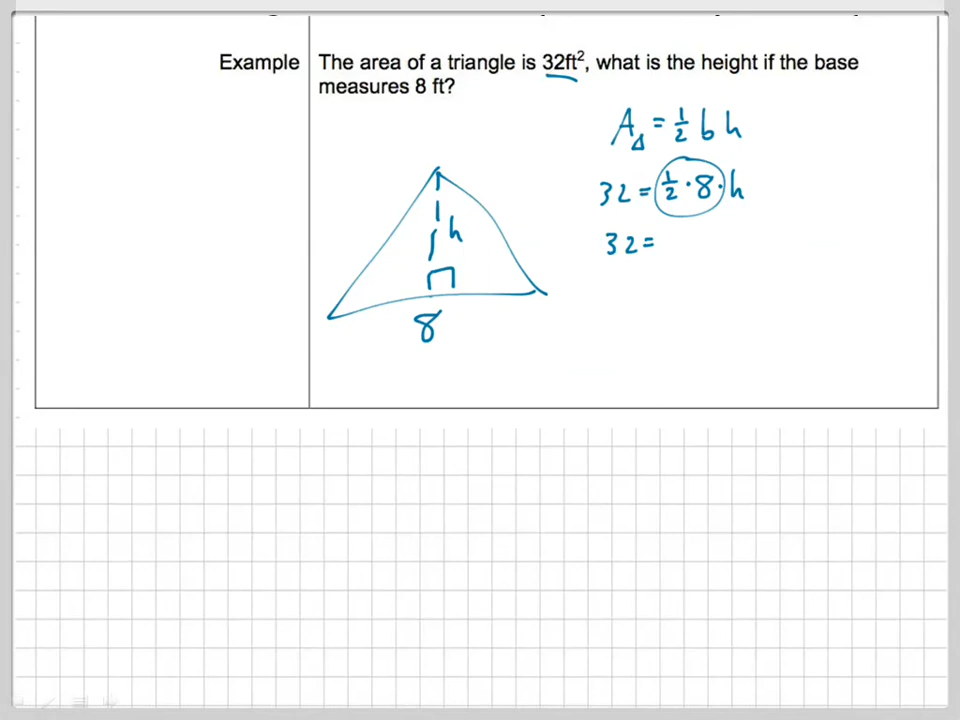 Example
The area of a triangle is 32ft², what is the height if the base
measures 8 ft?
A△ = ½ b h
32 = ½ · 8 · h
32 =
h
8